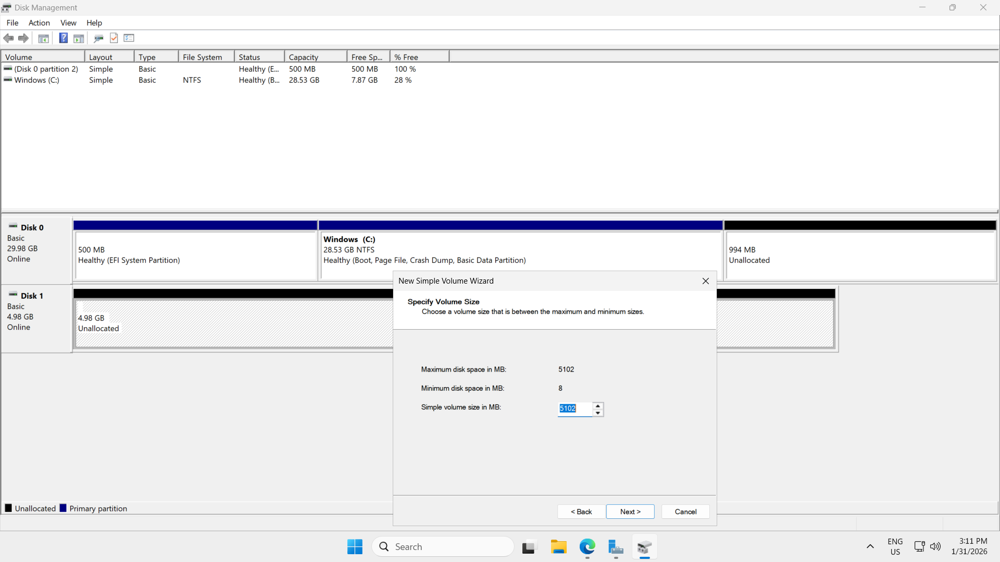 Disk Management
File Action View Help
Volume Layout Type File System Status Capacity Free Sp... % Free
(Disk 0 partition 2) Simple Basic Healthy (E... 500 MB 500 MB 100 %
Windows (C:) Simple Basic NTFS Healthy (B... 28.53 GB 7.87 GB 28 %
Disk 0
Basic
29.98 GB
Online
500 MB
Healthy (EFI System Partition)
Windows (C:)
28.53 GB NTFS
Healthy (Boot, Page File, Crash Dump, Basic Data Partition)
994 MB
Unallocated
Disk 1
Basic
4.98 GB
Online
4.98 GB
Unallocated
New Simple Volume Wizard
Specify Volume Size
Choose a volume size that is between the maximum and minimum sizes.
Maximum disk space in MB: 5102
Minimum disk space in MB: 8
Simple volume size in MB: 5102
< Back Next > Cancel
Unallocated Primary partition
Search
ENG
US
3:11 PM
1/31/2026